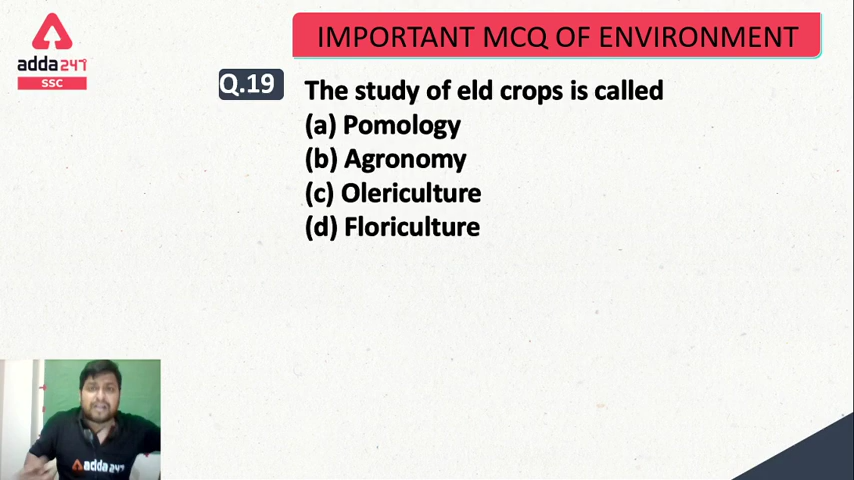 IMPORTANT MCQ OF ENVIRONMENT
adda247
SSC
Q.19
The study of eld crops is called
(a) Pomology
(b) Agronomy
(c) Olericulture
(d) Floriculture
adda247